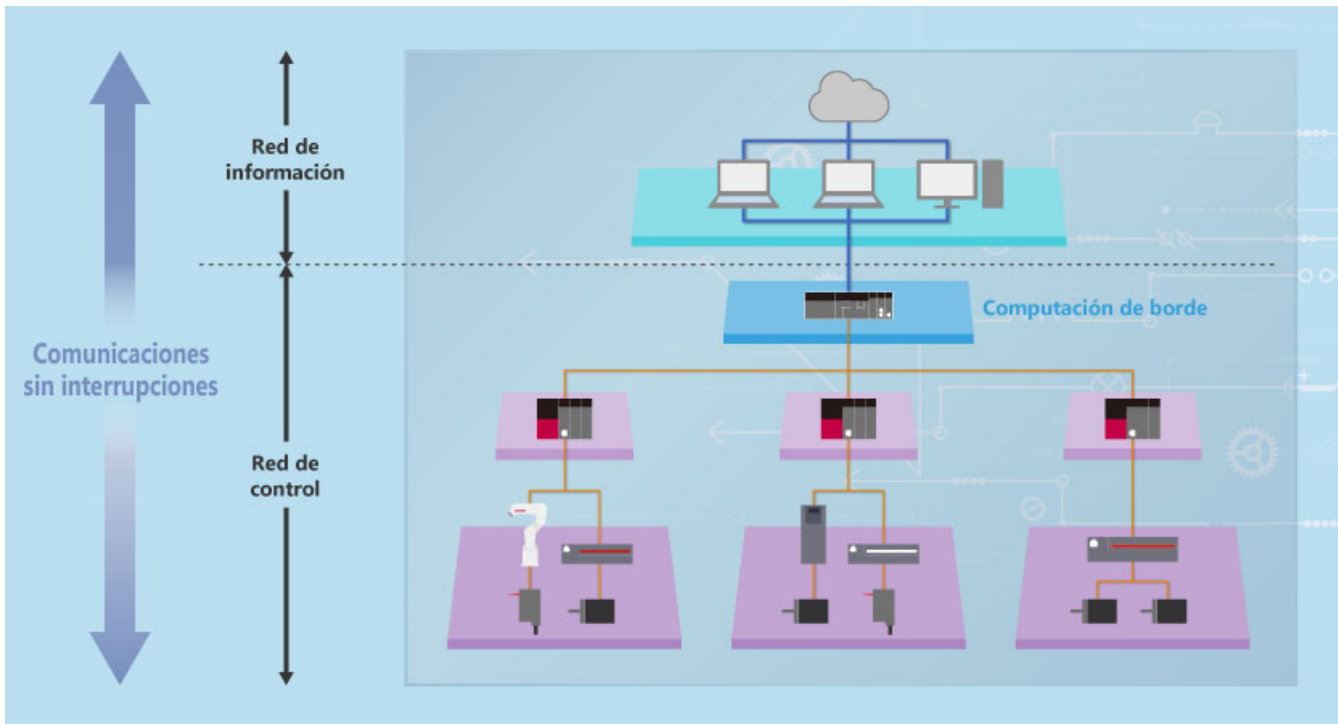 Red de
información
Computación de borde
Comunicaciones
sin interrupciones
Red de
control